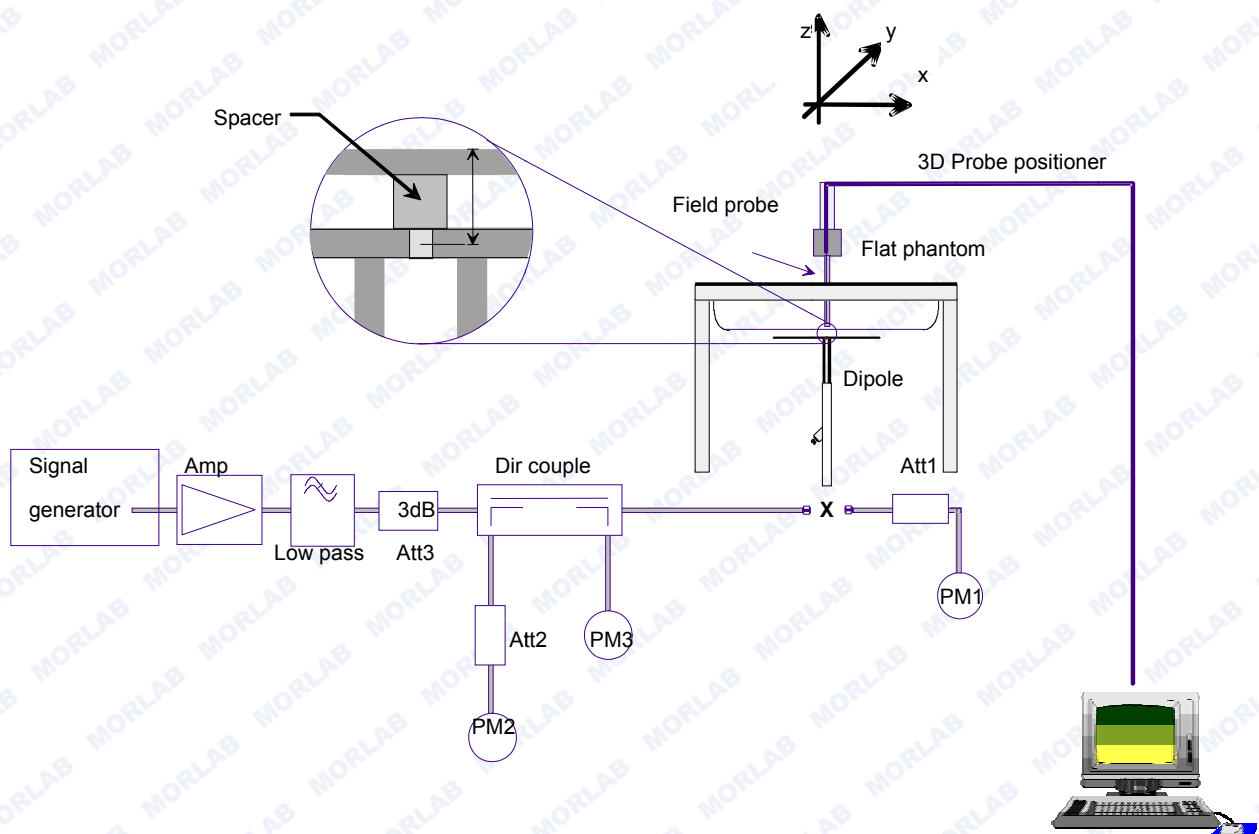 z
y
x
Spacer
3D Probe positioner
Field probe
Flat phantom
Dipole
Signal
generator
Amp
Low pass
3dB
Att3
Dir couple
Att1
X
PM1
Att2
PM3
PM2
MORLAB